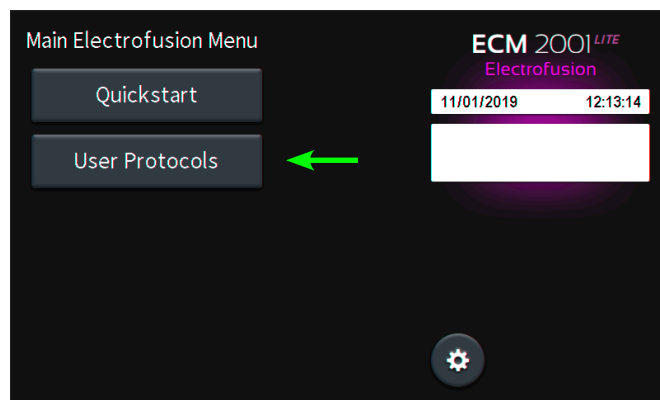 Main Electrofusion Menu
Quickstart
User Protocols
ECM 2001 LITE
Electrofusion
11/01/2019 12:13:14